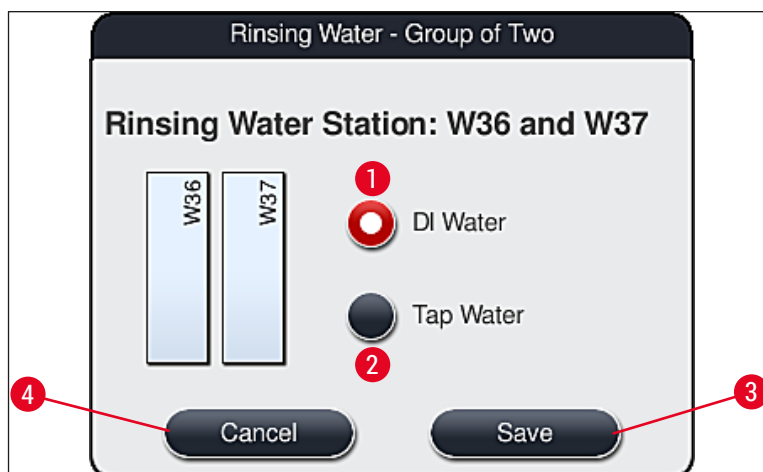 Rinsing Water - Group of Two
Rinsing Water Station: W36 and W37
W36
W37
1
DI Water
Tap Water
2
4
3
Cancel
Save